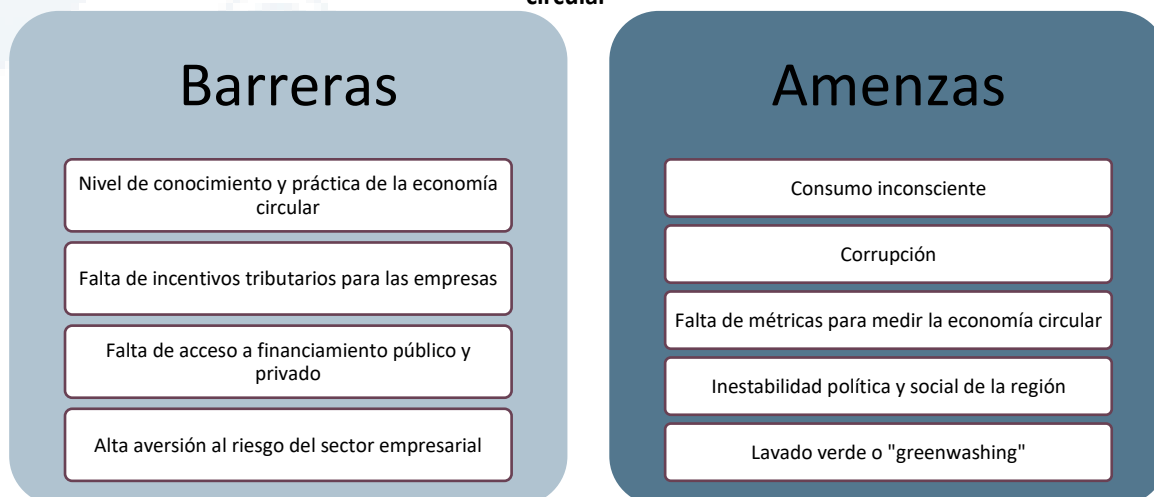 circular
Barreras
Nivel de conocimiento y práctica de la economía
circular
Falta de incentivos tributarios para las empresas
Falta de acceso a financiamiento público y
privado
Alta aversión al riesgo del sector empresarial
Amenzas
Consumo inconsciente
Corrupción
Falta de métricas para medir la economía circular
Inestabilidad política y social de la región
Lavado verde o "greenwashing"